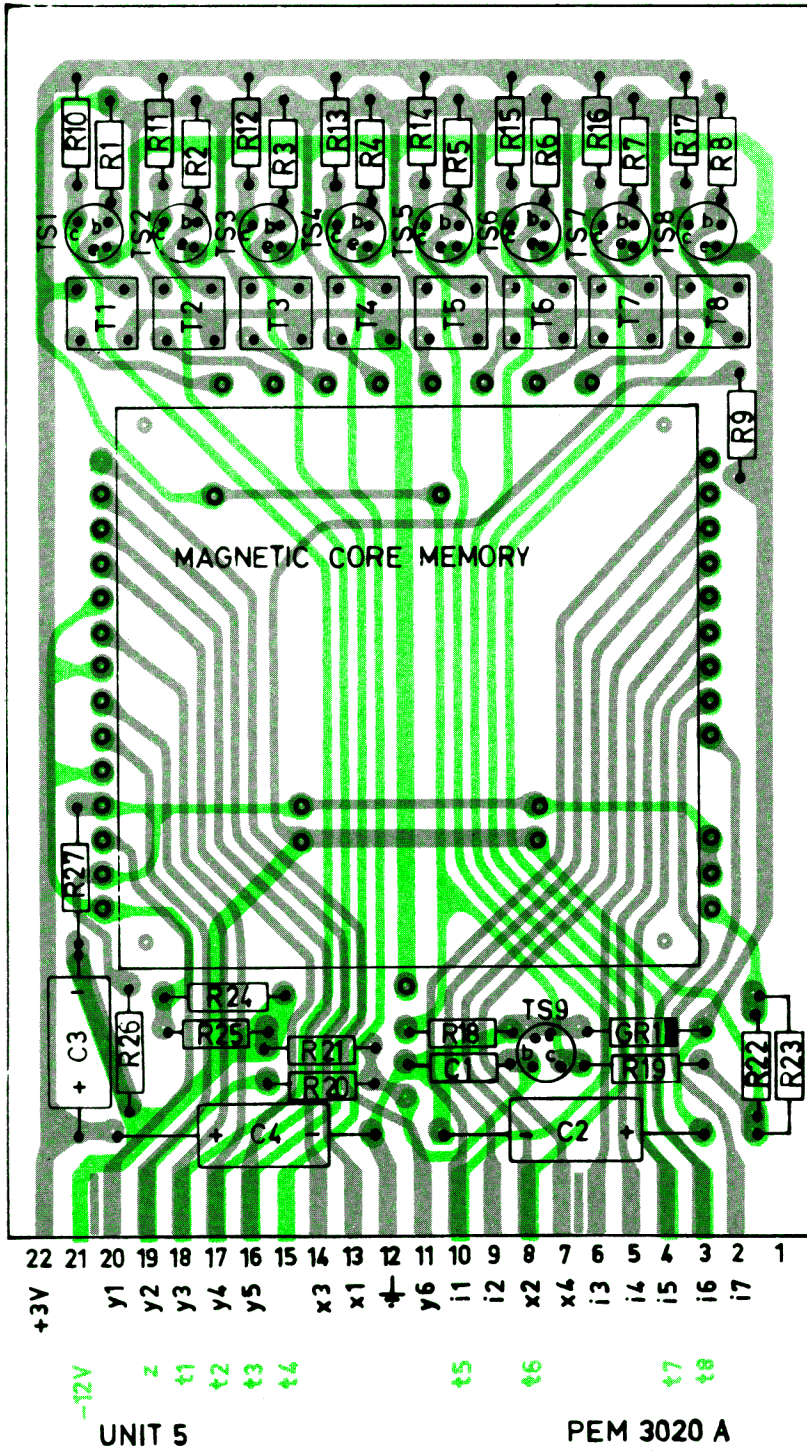 R10 R11 R12 R13 R14 R15 R16 R17
R1 R2 R3 R4 R5 R6 R7 R8
TS1 TS2 TS3 TS4 TS5 TS6 TS7 TS8
b b b b b b b b
c c c c c c c c
e e e e e e e e
T1 T2 T3 T4 T5 T6 T7 T8
R9
MAGNETIC CORE MEMORY
R27
R24 TS9
R25 R18 GR1
C3 R26 R21 C1 b c R19 R22 R23
R20
+ C4 - - C2 +
22 21 20 19 18 17 16 15 14 13 12 11 10 9 8 7 6 5 4 3 2 1
+3V y1 y2 y3 y4 y5 x3 x1 y6 i1 i2 x2 x4 i3 i4 i5 i6 i7
-12V z t1 t2 t3 t4 t5 t6 t7 t8
UNIT 5 PEM 3020 A